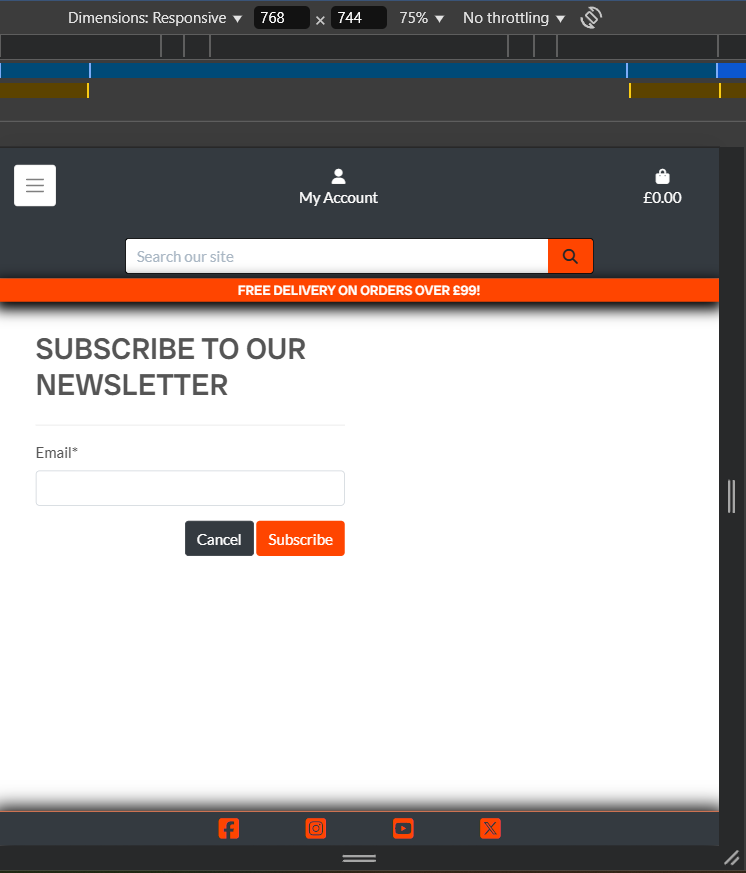 Dimensions: Responsive 768 × 744 75% No throttling
My Account £0.00
Search our site
FREE DELIVERY ON ORDERS OVER £99!
SUBSCRIBE TO OUR
NEWSLETTER
Email*
Cancel Subscribe